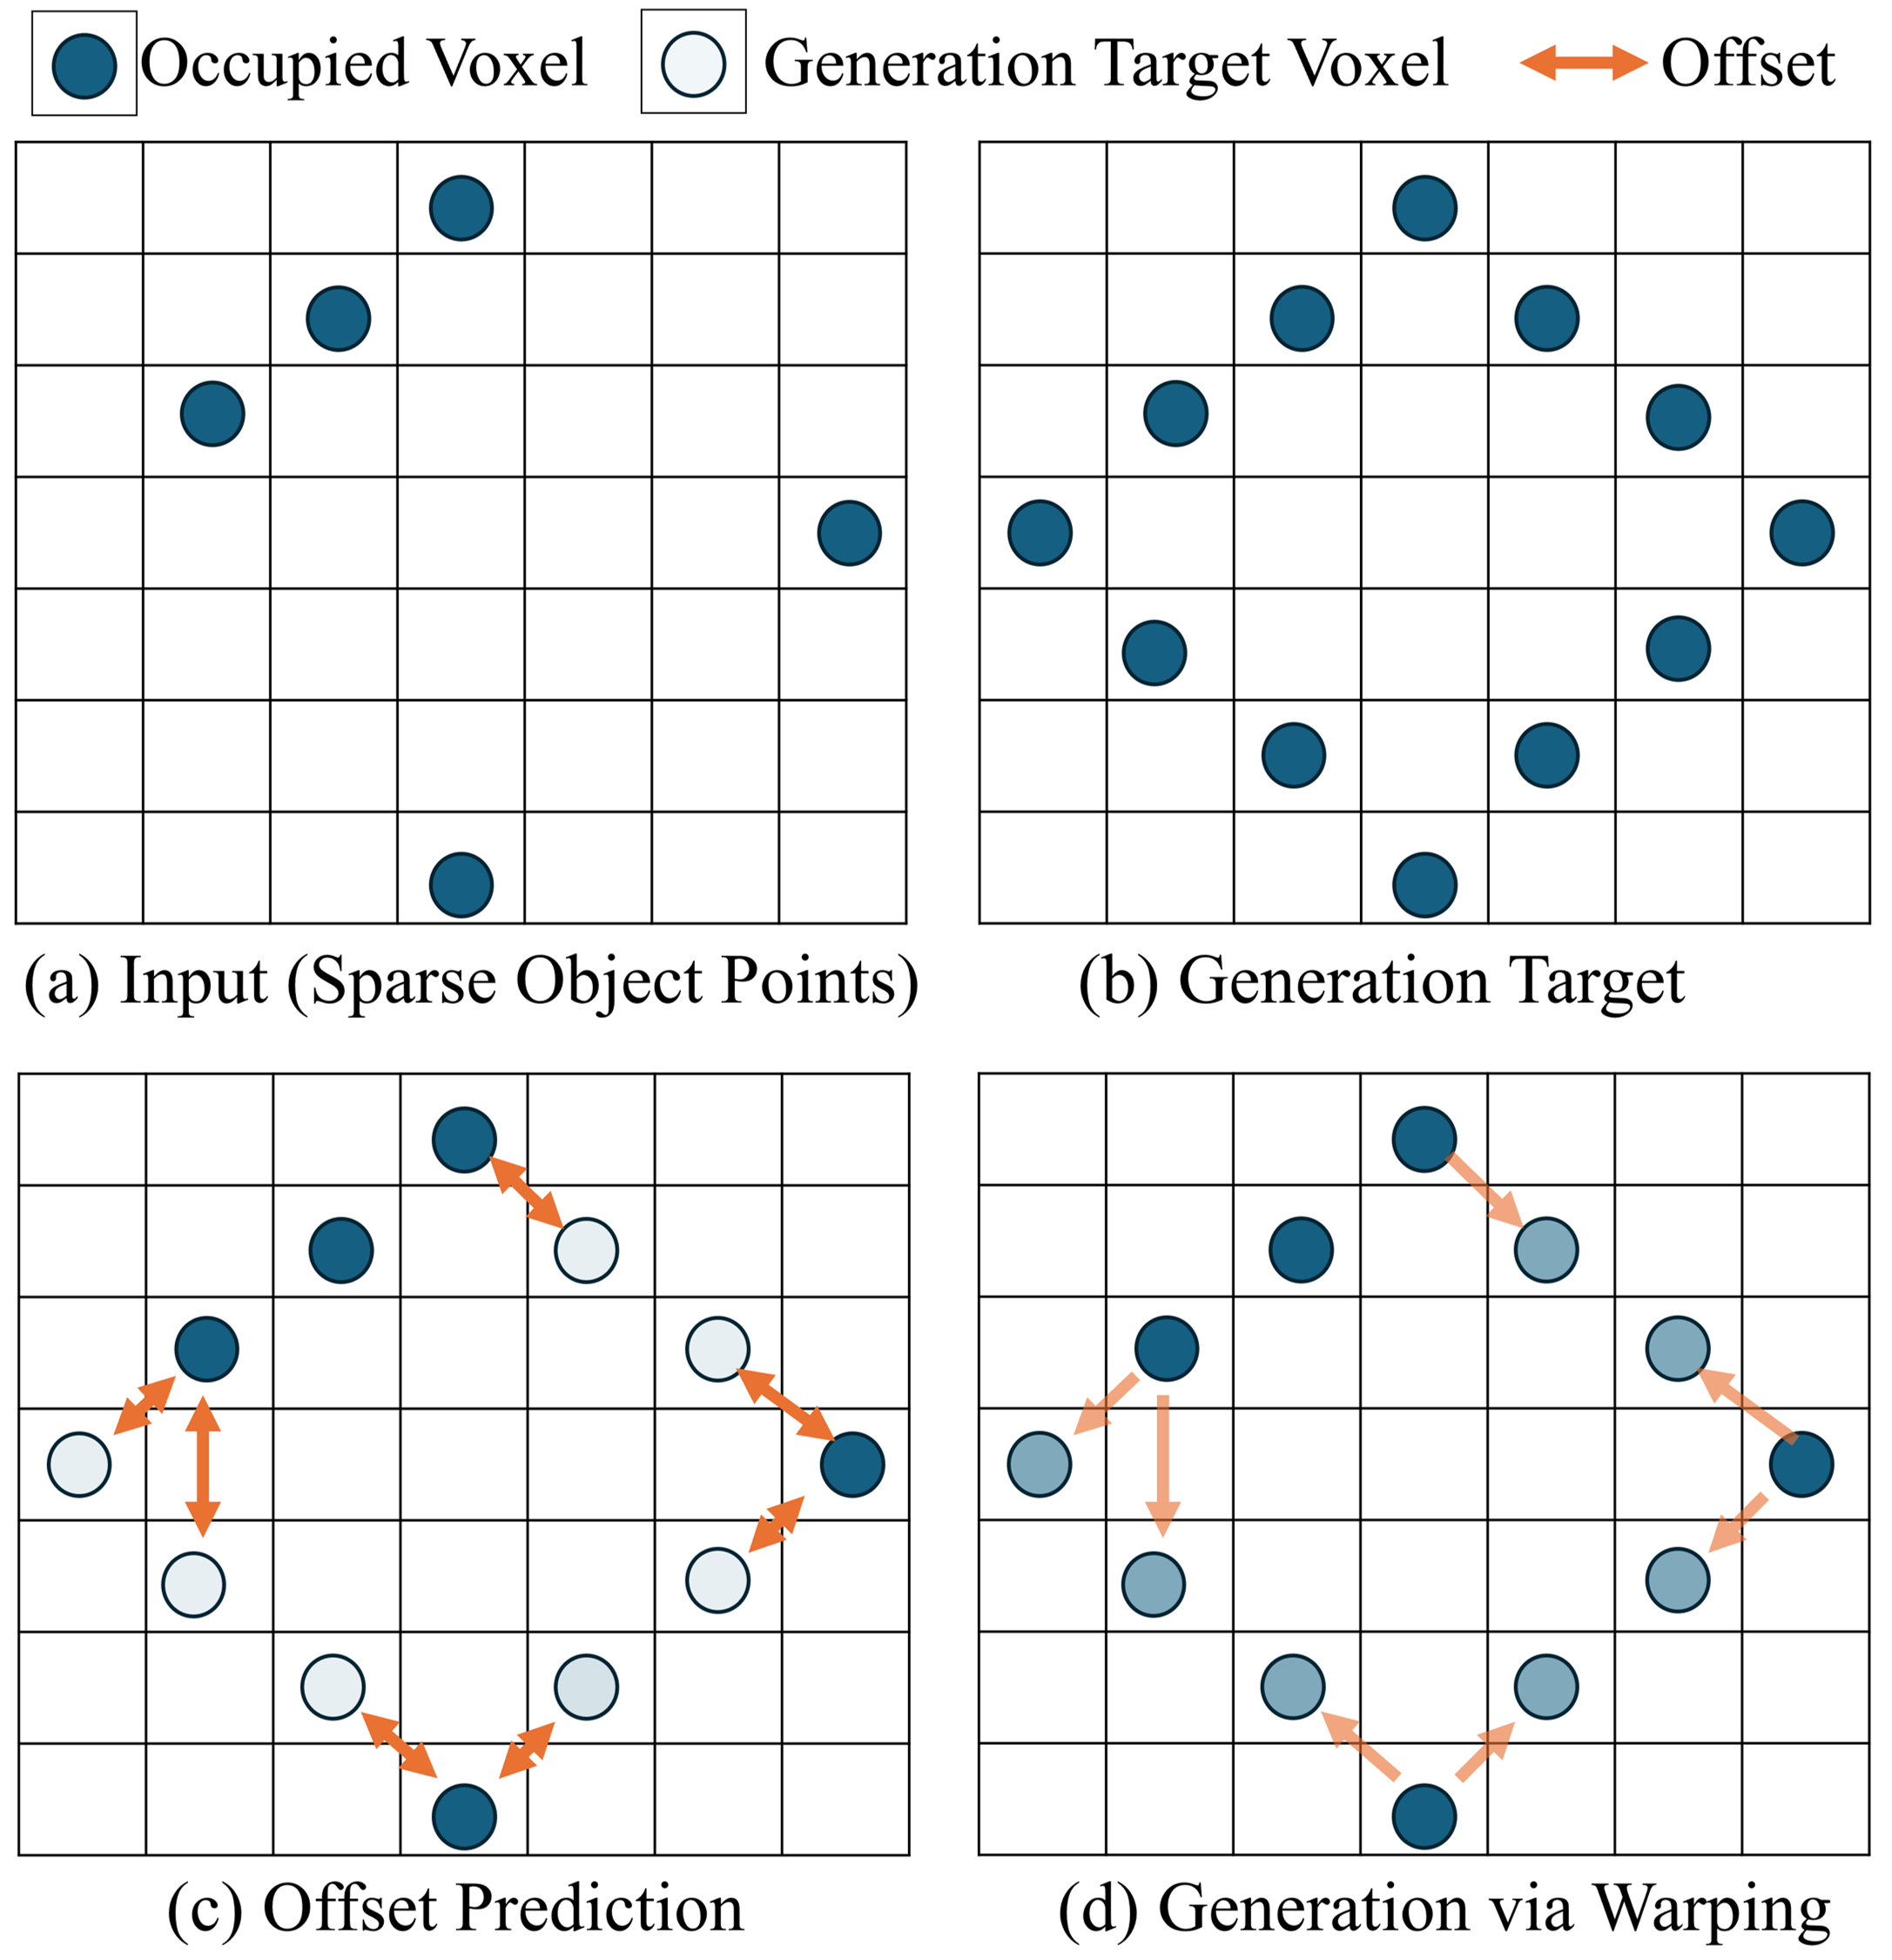 Occupied Voxel Generation Target Voxel Offset
(a) Input (Sparse Object Points) (b) Generation Target
(c) Offset Prediction (d) Generation via Warping